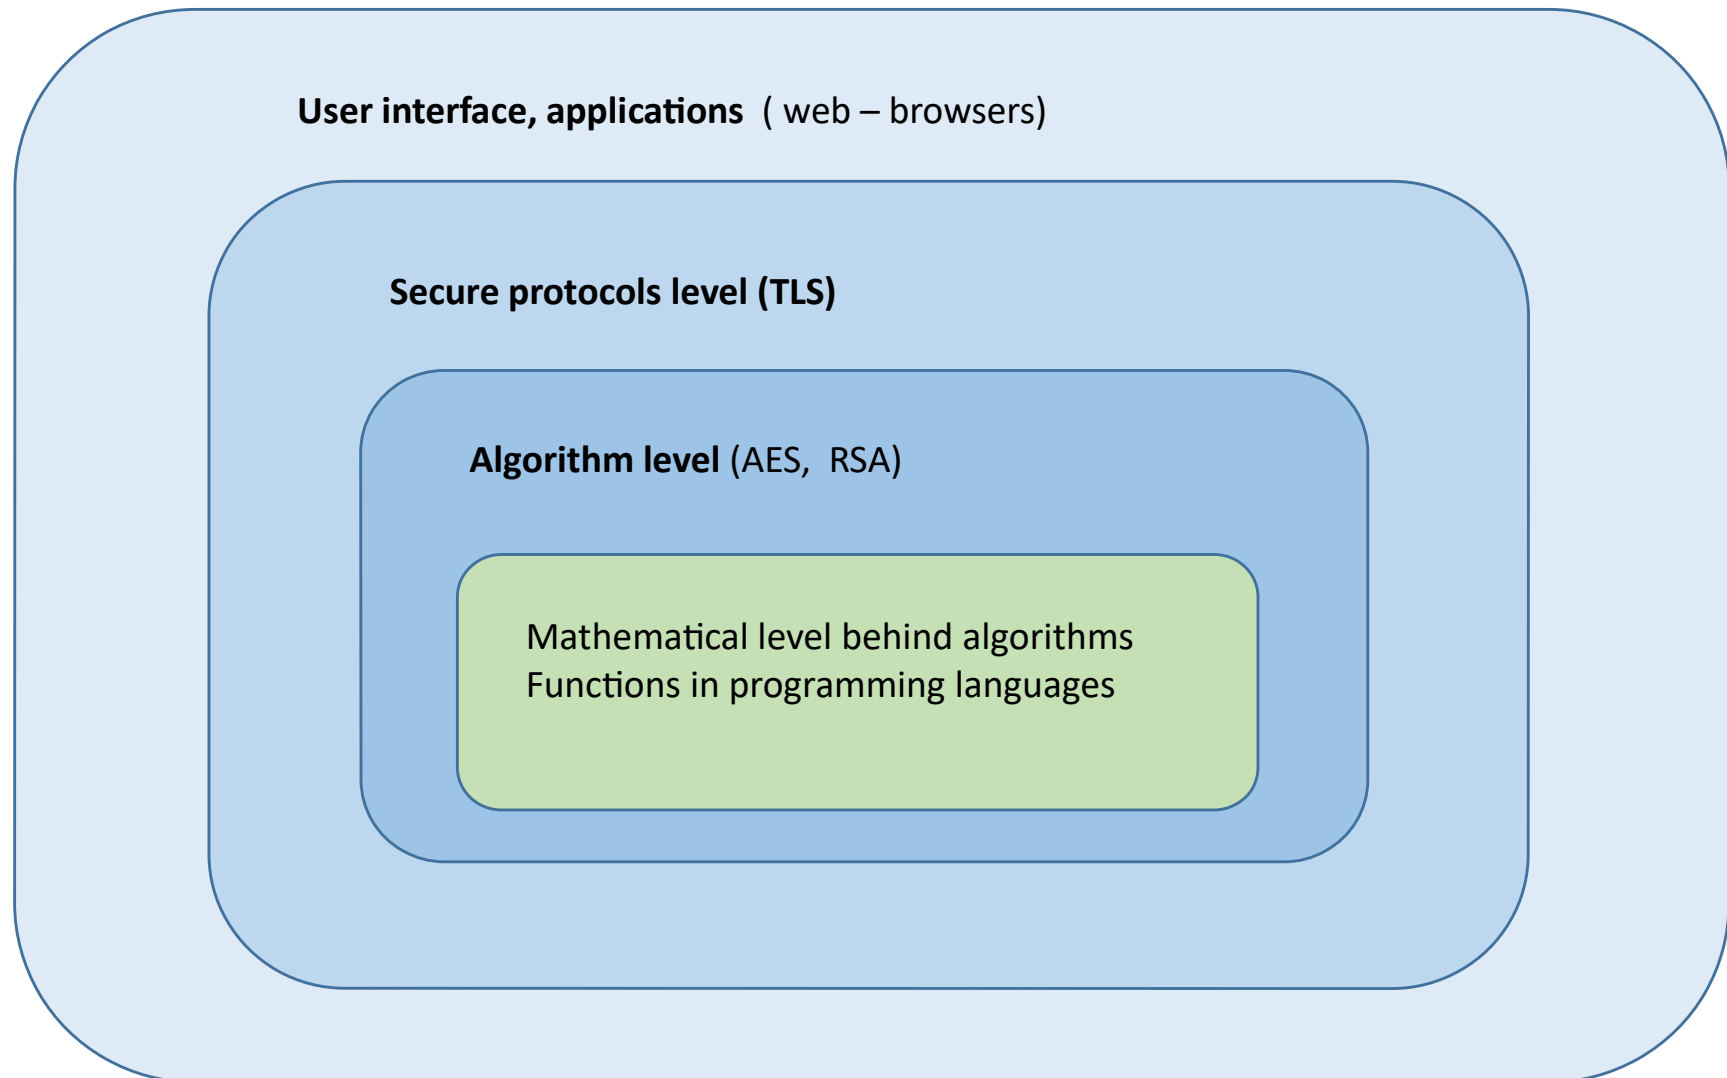 User interface, applications  ( web – browsers)
Secure protocols level (TLS)
Algorithm level (AES,  RSA)
Mathematical level behind algorithms
Functions in programming languages